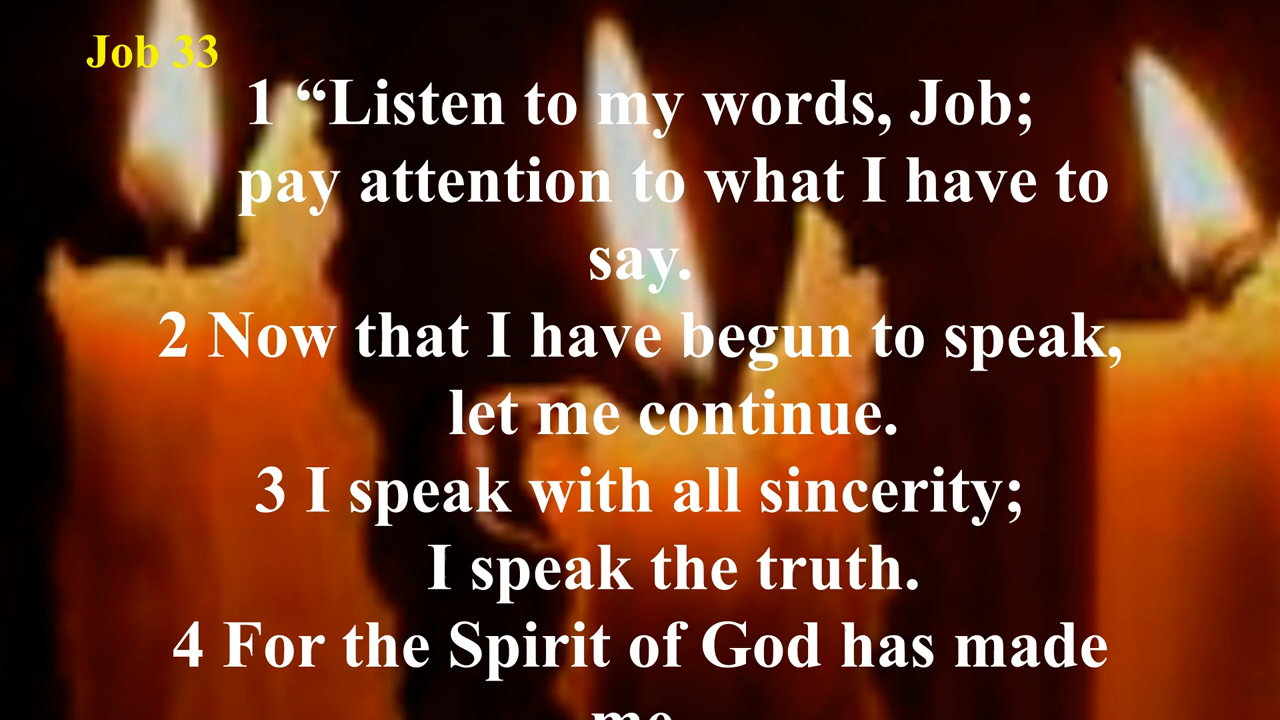 Job 33
1 “Listen to my words, Job;
pay attention to what I have to
say.
2 Now that I have begun to speak,
let me continue.
3 I speak with all sincerity;
I speak the truth.
4 For the Spirit of God has made
me